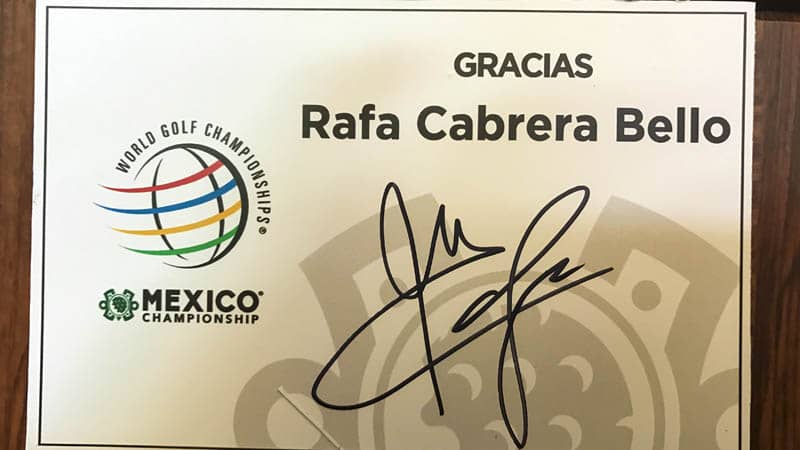 GRACIAS
Rafa Cabrera Bello
WORLD GOLF CHAMPIONSHIPS®
MEXICO®
CHAMPIONSHIP